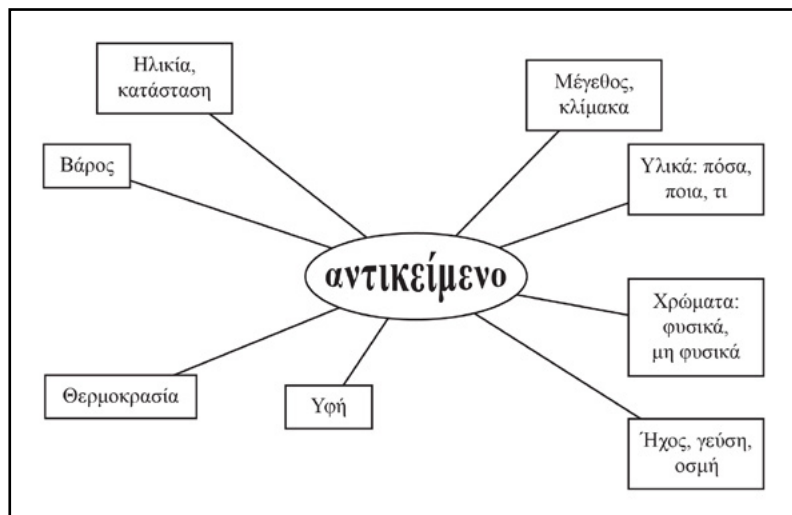 Ηλικία,
κατάσταση
Μέγεθος,
κλίμακα
Βάρος
Υλικά: πόσα,
ποια, τι
αντικείμενο
Χρώματα:
φυσικά,
μη φυσικά
Θερμοκρασία
Υφή
Ήχος, γεύση,
οσμή